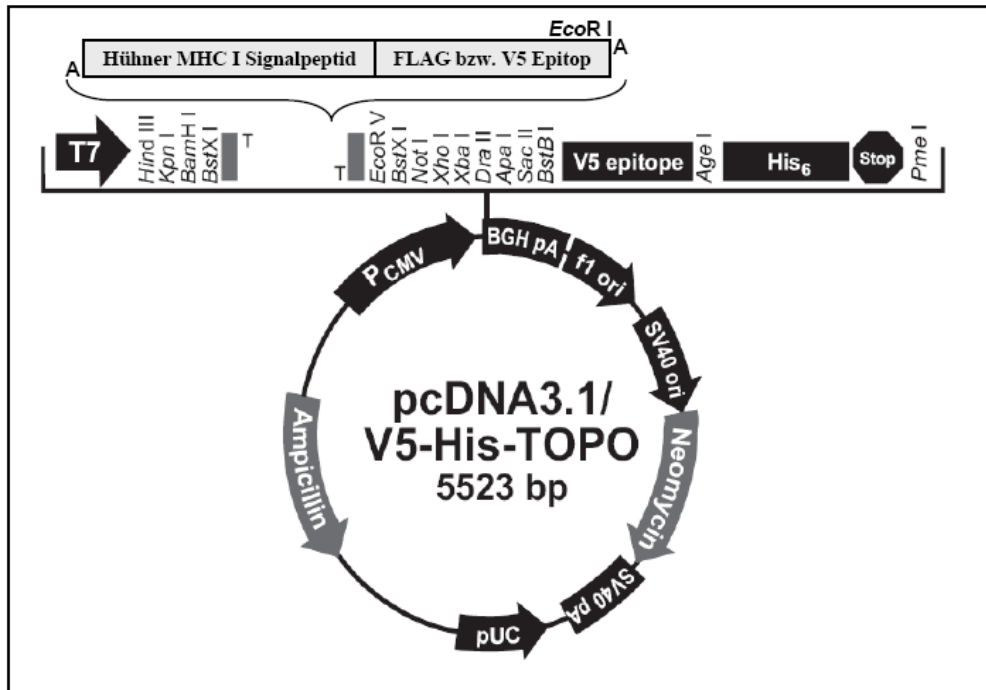 EcoR I
A Hühner MHC I Signalpeptid FLAG bzw. V5 Epitop A
T7
Hind III
Kpn I
BamH I
BstX I
T
T
EcoR V
BstX I
Not I
Xho I
Xba I
Dra II
Apa I
Sac II
BstB I
V5 epitope
Age I
His6
Stop
Pme I
PCMV
BGH pA
f1 ori
SV40 ori
Neomycin
SV40 pA
pUC
Ampicillin
pcDNA3.1/
V5-His-TOPO
5523 bp